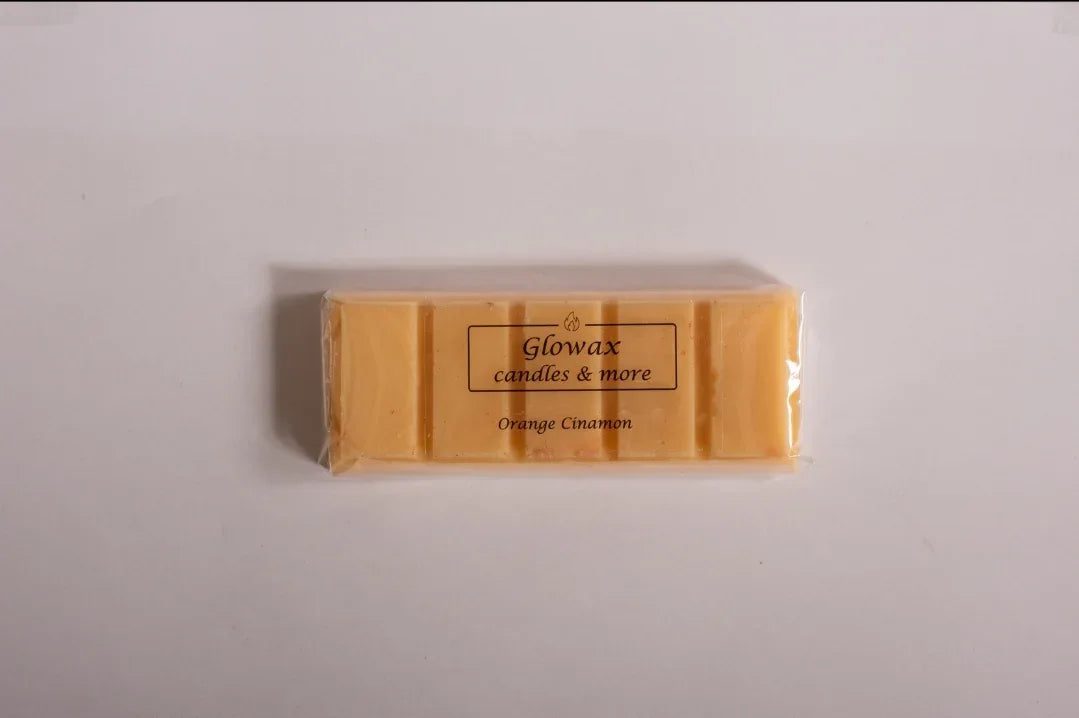 Glowax
candles & more
Orange Cinamon